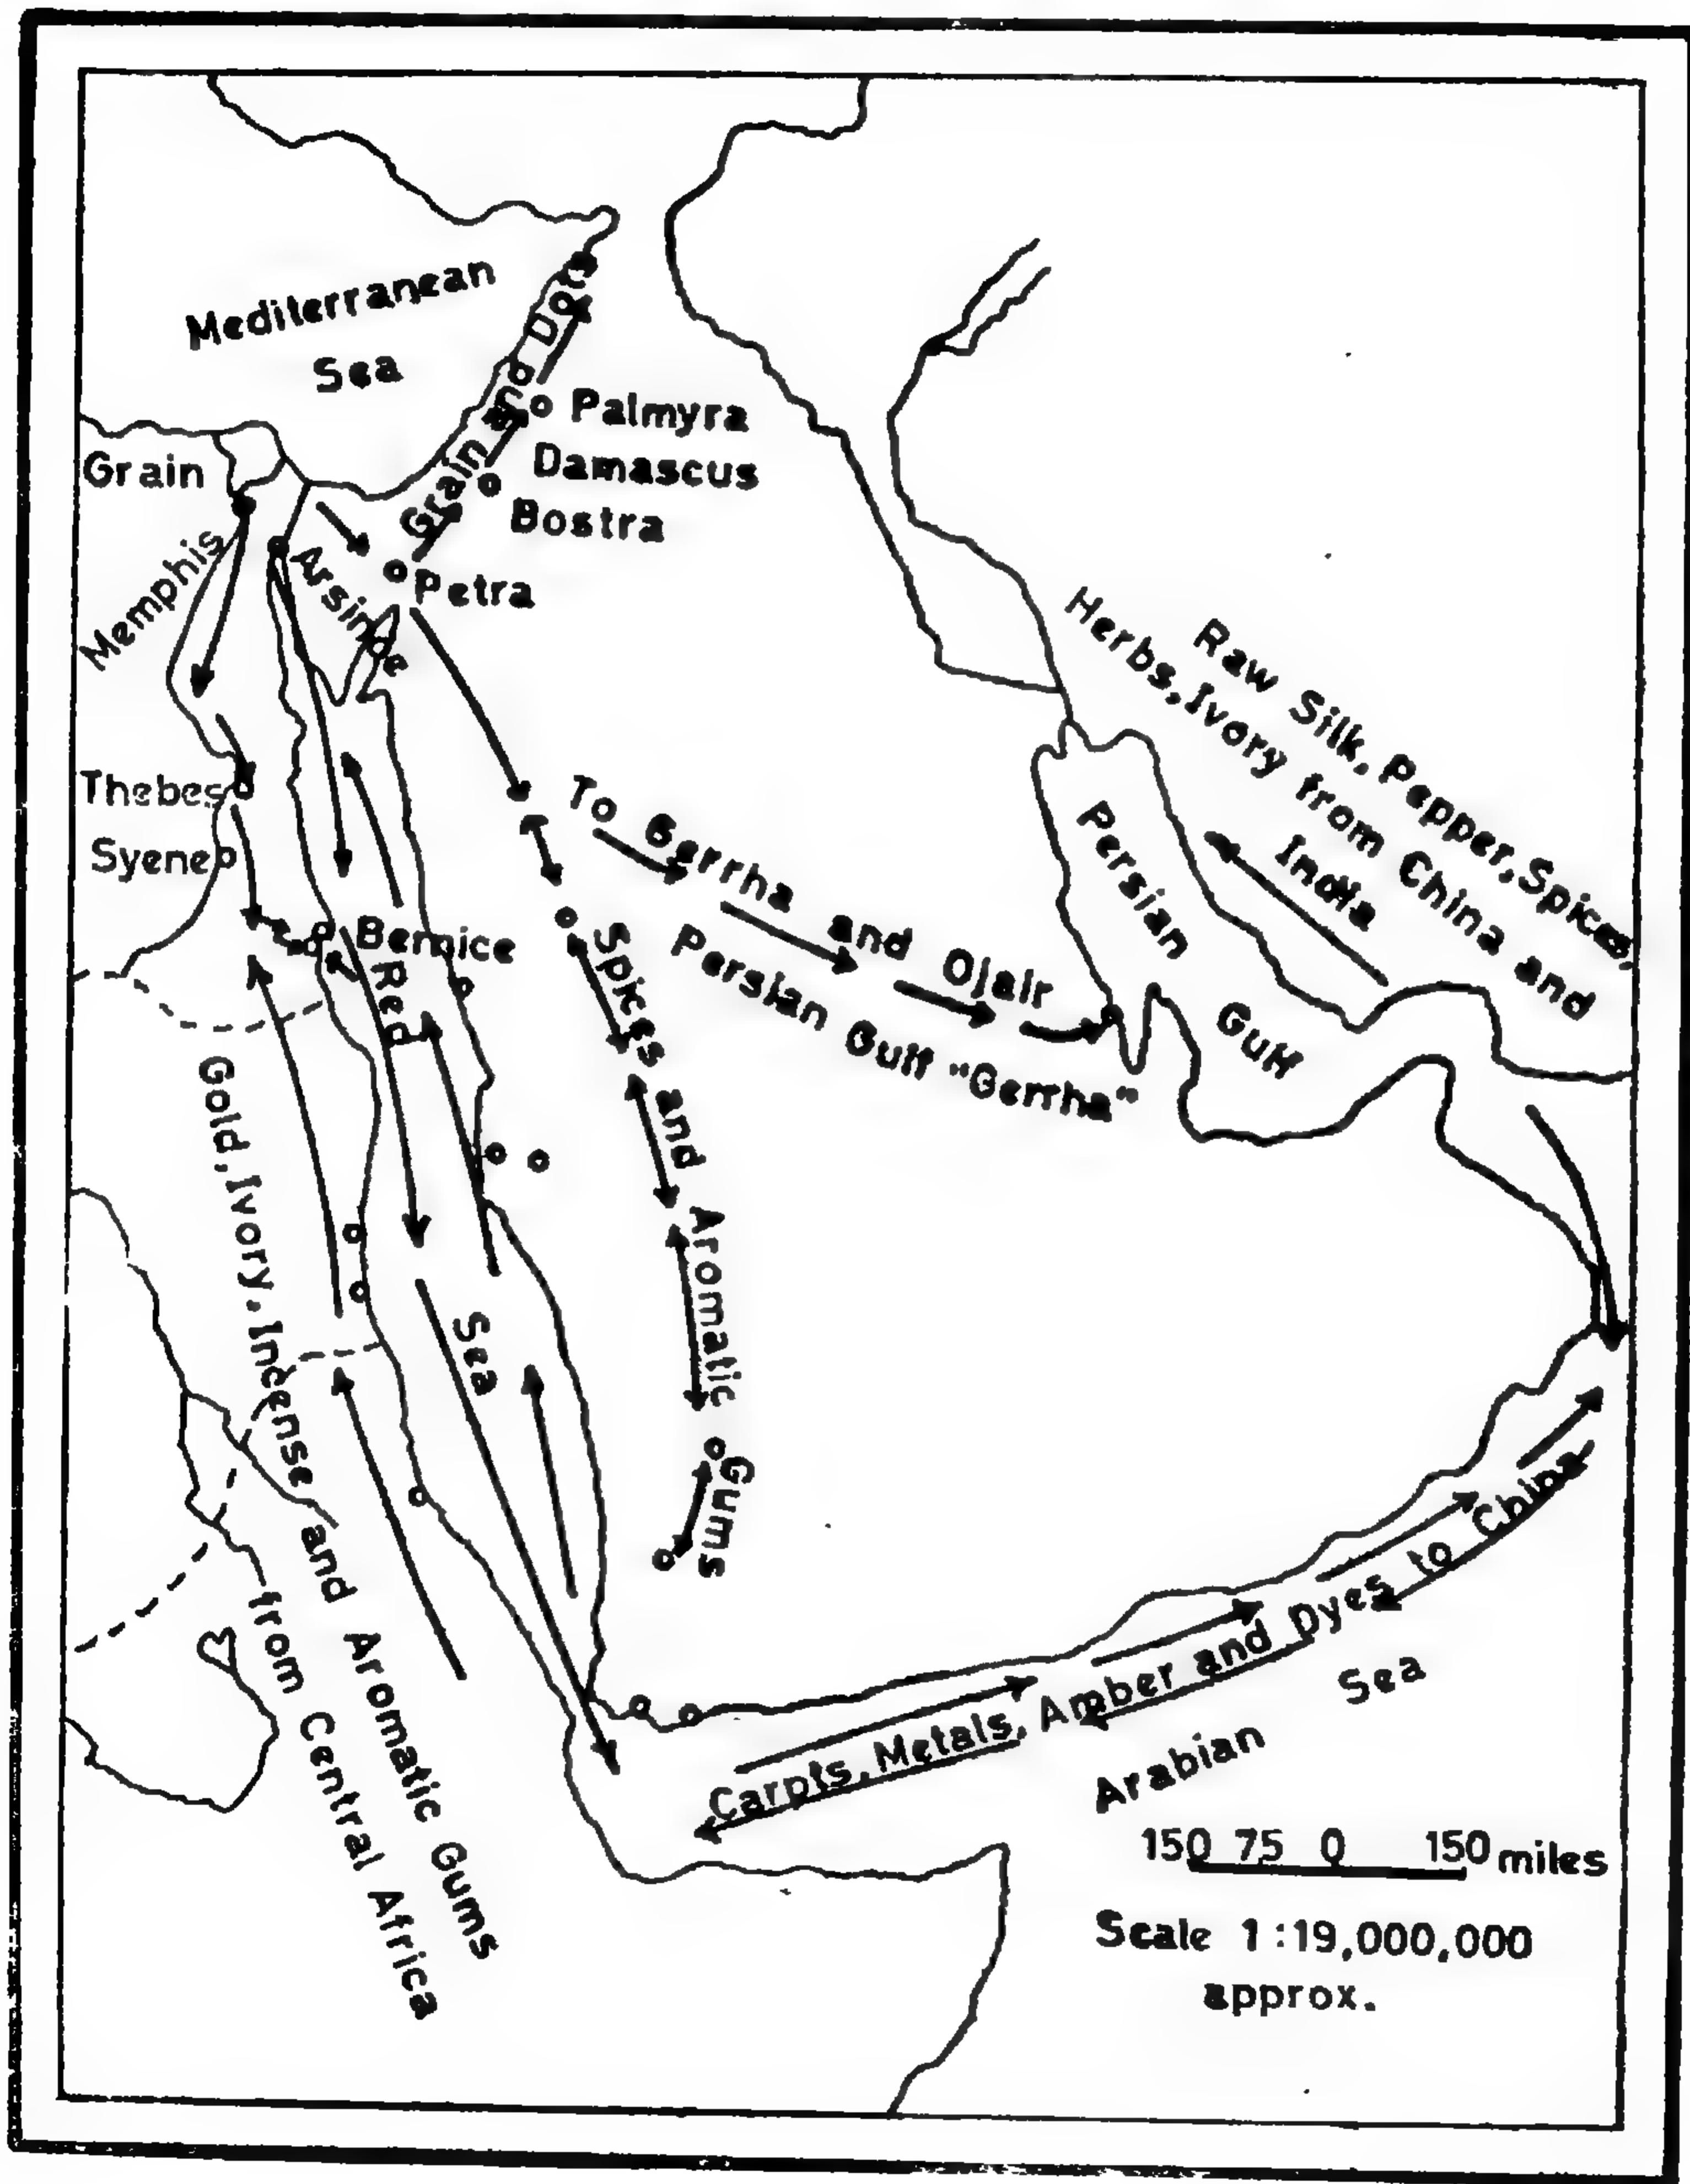 Mediterranean
Sea
Grain and Dot
Palmyra
Damascus
Bostra
Grain
Memphis
Arsinoe
Petra
Thebes
Syene
Bernice
Red
Sea
To Gerrha and Ojair
Persian Gulf "Gerrha"
Persian
Gulf
Raw Silk, Pepper, Spices,
Herbs, Ivory from China and
India
Spices and Aromatic Gums
Gold, Ivory, Incense and Aromatic Gums
from Central Africa
Carpts, Metals, Amber and Dyes to China
Arabian
Sea
150 75 0 150 miles
Scale 1:19,000,000
approx.